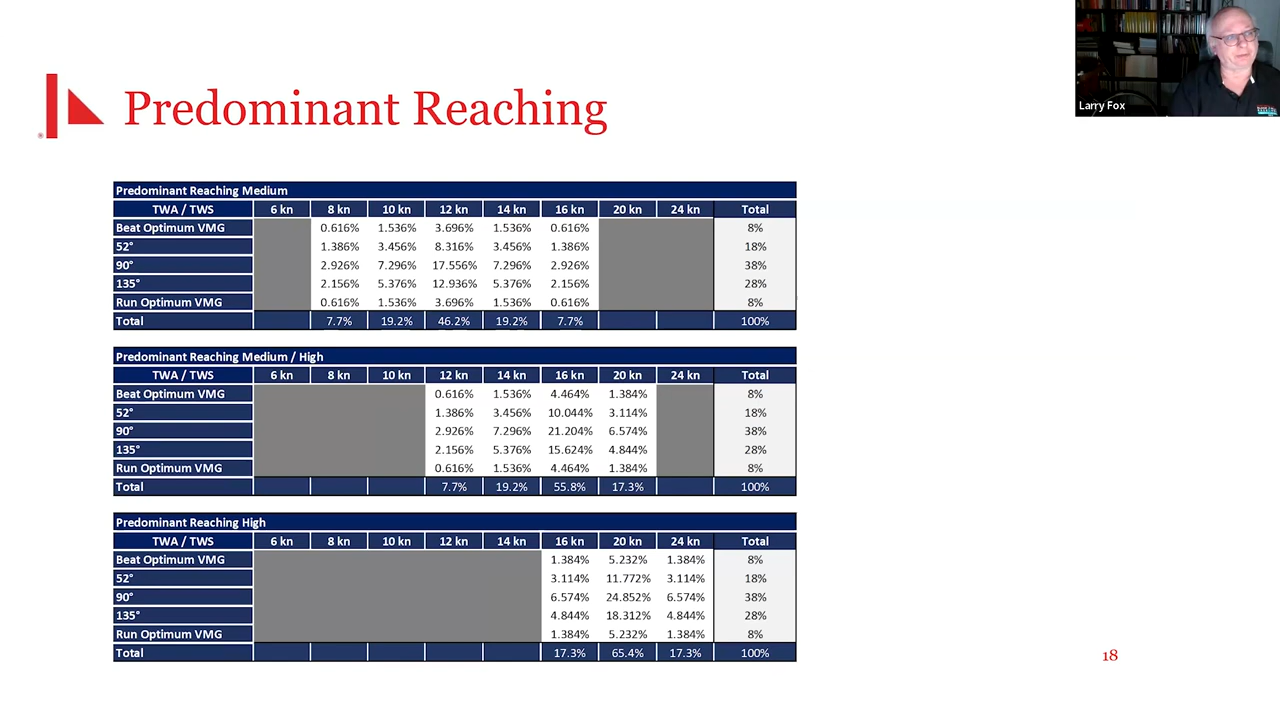 Larry Fox
Predominant Reaching
Predominant Reaching Medium
TWA / TWS 6 kn 8 kn 10 kn 12 kn 14 kn 16 kn 20 kn 24 kn Total
Beat Optimum VMG 0.616% 1.536% 3.696% 1.536% 0.616% 8%
52° 1.386% 3.456% 8.316% 3.456% 1.386% 18%
90° 2.926% 7.296% 17.556% 7.296% 2.926% 38%
135° 2.156% 5.376% 12.936% 5.376% 2.156% 28%
Run Optimum VMG 0.616% 1.536% 3.696% 1.536% 0.616% 8%
Total 7.7% 19.2% 46.2% 19.2% 7.7% 100%
Predominant Reaching Medium / High
TWA / TWS 6 kn 8 kn 10 kn 12 kn 14 kn 16 kn 20 kn 24 kn Total
Beat Optimum VMG 0.616% 1.536% 4.464% 1.384% 8%
52° 1.386% 3.456% 10.044% 3.114% 18%
90° 2.926% 7.296% 21.204% 6.574% 38%
135° 2.156% 5.376% 15.624% 4.844% 28%
Run Optimum VMG 0.616% 1.536% 4.464% 1.384% 8%
Total 7.7% 19.2% 55.8% 17.3% 100%
Predominant Reaching High
TWA / TWS 6 kn 8 kn 10 kn 12 kn 14 kn 16 kn 20 kn 24 kn Total
Beat Optimum VMG 1.384% 5.232% 1.384% 8%
52° 3.114% 11.772% 3.114% 18%
90° 6.574% 24.852% 6.574% 38%
135° 4.844% 18.312% 4.844% 28%
Run Optimum VMG 1.384% 5.232% 1.384% 8%
Total 17.3% 65.4% 17.3% 100%
18